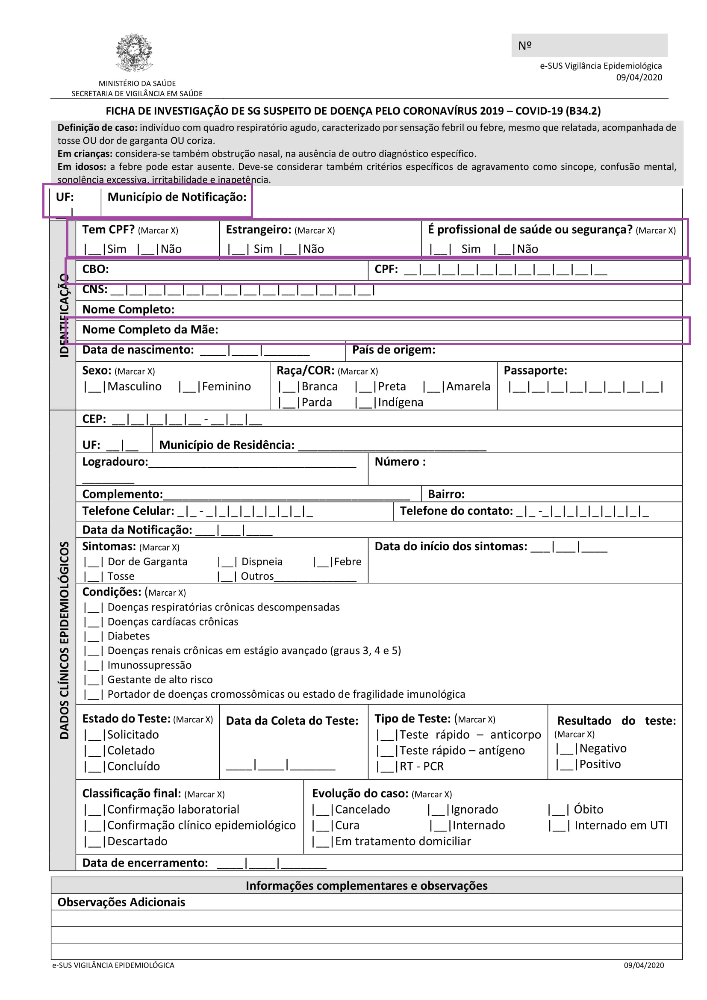 Nº
e-SUS Vigilância Epidemiológica
09/04/2020
MINISTÉRIO DA SAÚDE
SECRETARIA DE VIGILÂNCIA EM SAÚDE
FICHA DE INVESTIGAÇÃO DE SG SUSPEITO DE DOENÇA PELO CORONAVÍRUS 2019 – COVID-19 (B34.2)
Definição de caso: indivíduo com quadro respiratório agudo, caracterizado por sensação febril ou febre, mesmo que relatada, acompanhada de
tosse OU dor de garganta OU coriza.
Em crianças: considera-se também obstrução nasal, na ausência de outro diagnóstico específico.
Em idosos: a febre pode estar ausente. Deve-se considerar também critérios específicos de agravamento como sincope, confusão mental,
sonolência excessiva, irritabilidade e inapetência.
UF: Município de Notificação:
__|
IDENTIFICAÇÃO
Tem CPF? (Marcar X) Estrangeiro: (Marcar X) É profissional de saúde ou segurança? (Marcar X)
|__|Sim |__|Não |__| Sim |__|Não |__| Sim |__|Não
CBO: CPF: __|__|__|__|__|__|__|__|__|__|__
CNS: __|__|__|__|__|__|__|__|__|__|__|__|__|__|
Nome Completo:
Nome Completo da Mãe:
Data de nascimento: ____|____|_______ País de origem:
Sexo: (Marcar X) Raça/COR: (Marcar X) Passaporte:
|__|Masculino |__|Feminino |__|Branca |__|Preta |__|Amarela |__|__|__|__|__|__|__|__|
|__|Parda |__|Indígena
DADOS CLÍNICOS EPIDEMIOLÓGICOS
CEP: __|__|__|__|__ - __|__|__
UF: __|__ Município de Residência: _____________________________
Logradouro:________________________________ Número :
________
Complemento:______________________________________ Bairro:
Telefone Celular: _|_ - _|_|_|_|_|_|_|_|_ Telefone do contato: _|_ -_|_|_|_|_|_|_|_|_
Data da Notificação: ___|___|____
Sintomas: (Marcar X) Data do início dos sintomas: ___|___|____
|__| Dor de Garganta |__| Dispneia |__|Febre
|__| Tosse |__| Outros______________
Condições: (Marcar X)
|__| Doenças respiratórias crônicas descompensadas
|__| Doenças cardíacas crônicas
|__| Diabetes
|__| Doenças renais crônicas em estágio avançado (graus 3, 4 e 5)
|__| Imunossupressão
|__| Gestante de alto risco
|__| Portador de doenças cromossômicas ou estado de fragilidade imunológica
Estado do Teste: (Marcar X) Data da Coleta do Teste: Tipo de Teste: (Marcar X) Resultado do teste:
|__|Solicitado |__|Teste rápido – anticorpo (Marcar X)
|__|Coletado |__|Teste rápido – antígeno |__|Negativo
|__|Concluído ____|____|_______ |__|RT - PCR |__|Positivo
Classificação final: (Marcar X) Evolução do caso: (Marcar X)
|__|Confirmação laboratorial |__|Cancelado |__|Ignorado |__| Óbito
|__|Confirmação clínico epidemiológico |__|Cura |__|Internado |__| Internado em UTI
|__|Descartado |__|Em tratamento domiciliar
Data de encerramento: ____|____|_______
Informações complementares e observações
Observações Adicionais
e-SUS VIGILÂNCIA EPIDEMIOLÓGICA 09/04/2020